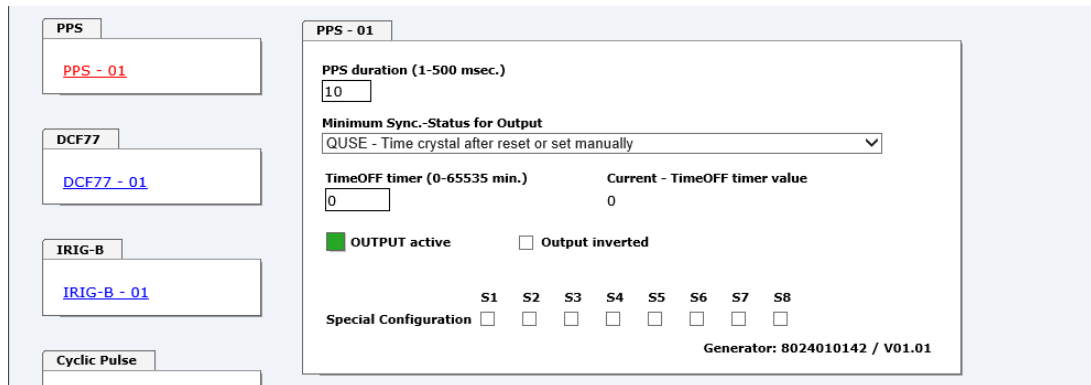 PPS
PPS - 01
DCF77
DCF77 - 01
IRIG-B
IRIG-B - 01
Cyclic Pulse
PPS - 01
PPS duration (1-500 msec.)
10
Minimum Sync.-Status for Output
QUSE - Time crystal after reset or set manually
TimeOFF timer (0-65535 min.) Current - TimeOFF timer value
0 0
OUTPUT active Output inverted
S1 S2 S3 S4 S5 S6 S7 S8
Special Configuration
Generator: 8024010142 / V01.01